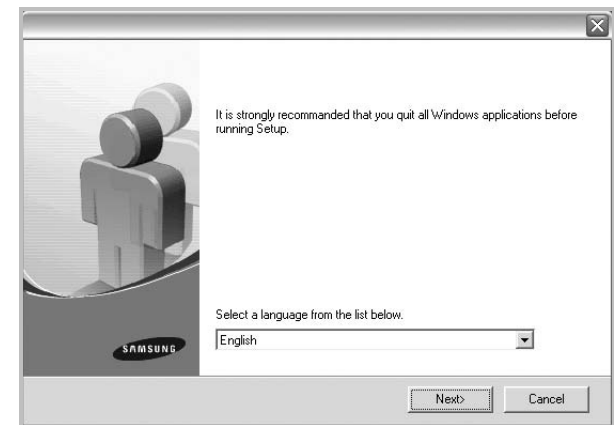 It is strongly recommanded that you quit all Windows applications before
running Setup.
Select a language from the list below.
English
SAMSUNG
Next>
Cancel